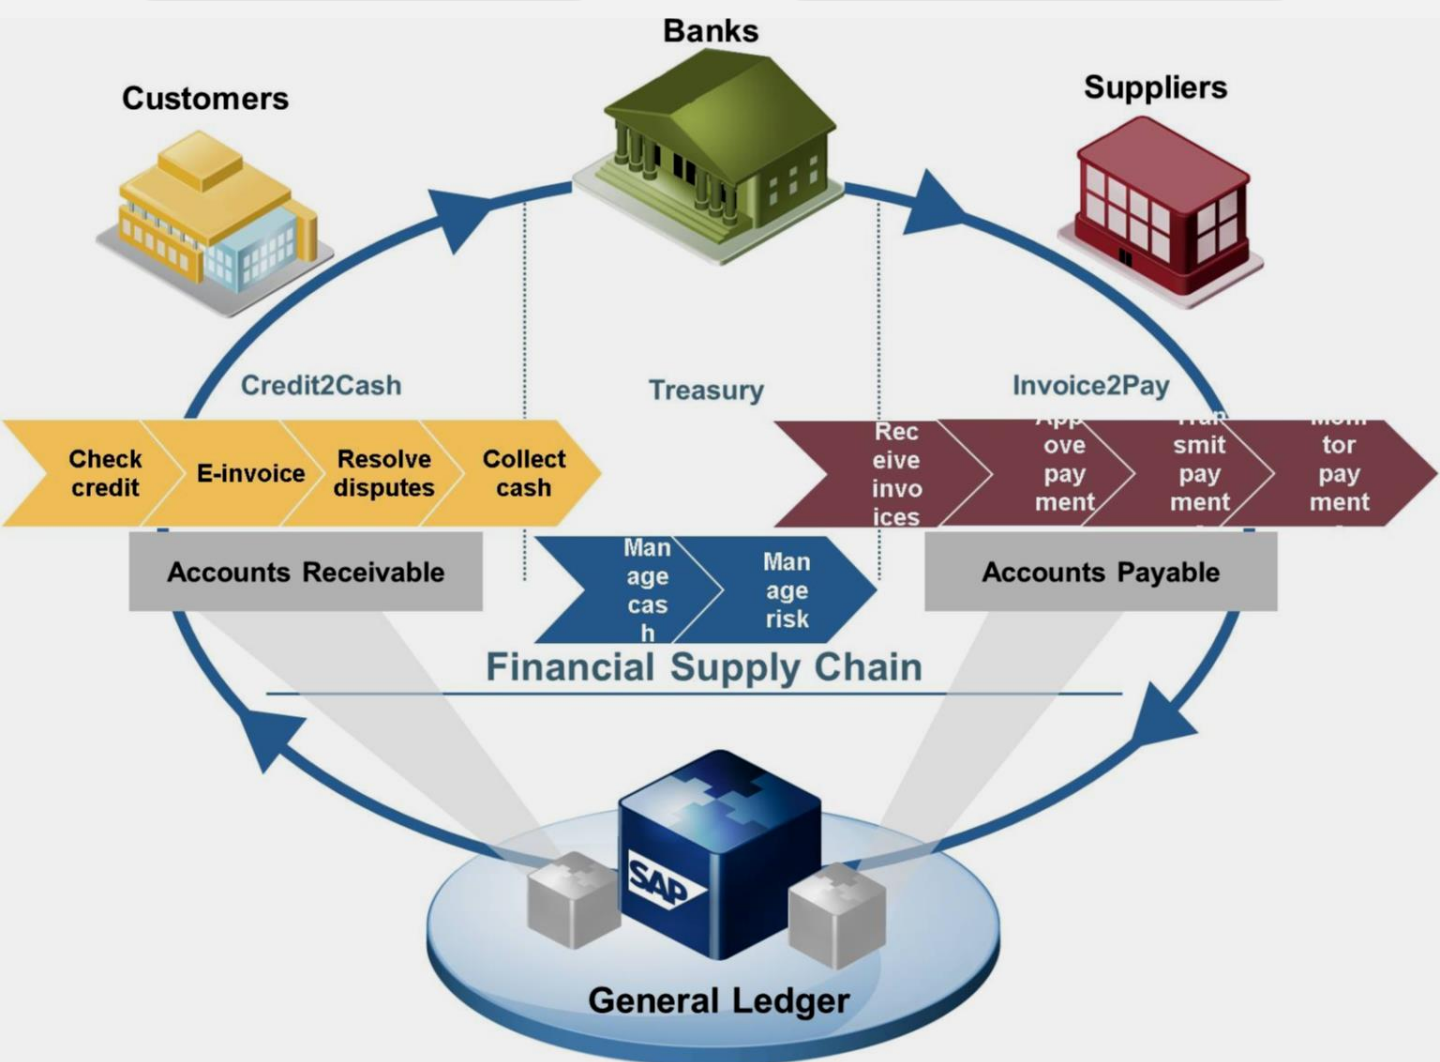 Banks
Customers
Suppliers
Credit2Cash
Treasury
Invoice2Pay
Check
credit
E-invoice
Resolve
disputes
Collect
cash
Rec
eive
invo
ices
App
ove
pay
ment
smit
pay
ment
tor
pay
ment
Accounts Receivable
Man
age
cas
h
Man
age
risk
Accounts Payable
Financial Supply Chain
SAP
General Ledger